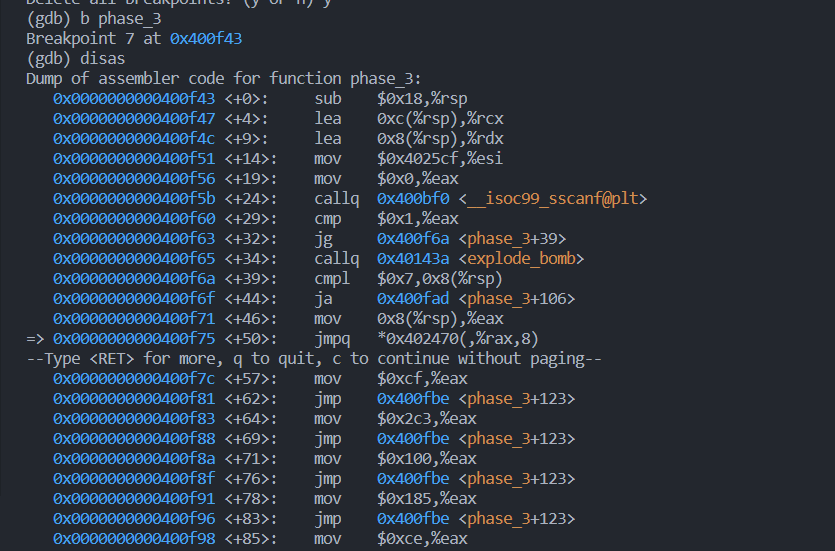 Delete all breakpoints? (y or n) y
(gdb) b phase_3
Breakpoint 7 at 0x400f43
(gdb) disas
Dump of assembler code for function phase_3:
   0x0000000000400f43 <+0>:     sub    $0x18,%rsp
   0x0000000000400f47 <+4>:     lea    0xc(%rsp),%rcx
   0x0000000000400f4c <+9>:     lea    0x8(%rsp),%rdx
   0x0000000000400f51 <+14>:    mov    $0x4025cf,%esi
   0x0000000000400f56 <+19>:    mov    $0x0,%eax
   0x0000000000400f5b <+24>:    callq  0x400bf0 <__isoc99_sscanf@plt>
   0x0000000000400f60 <+29>:    cmp    $0x1,%eax
   0x0000000000400f63 <+32>:    jg     0x400f6a <phase_3+39>
   0x0000000000400f65 <+34>:    callq  0x40143a <explode_bomb>
   0x0000000000400f6a <+39>:    cmpl   $0x7,0x8(%rsp)
   0x0000000000400f6f <+44>:    ja     0x400fad <phase_3+106>
   0x0000000000400f71 <+46>:    mov    0x8(%rsp),%eax
=> 0x0000000000400f75 <+50>:    jmpq   *0x402470(,%rax,8)
--Type <RET> for more, q to quit, c to continue without paging--
   0x0000000000400f7c <+57>:    mov    $0xcf,%eax
   0x0000000000400f81 <+62>:    jmp    0x400fbe <phase_3+123>
   0x0000000000400f83 <+64>:    mov    $0x2c3,%eax
   0x0000000000400f88 <+69>:    jmp    0x400fbe <phase_3+123>
   0x0000000000400f8a <+71>:    mov    $0x100,%eax
   0x0000000000400f8f <+76>:    jmp    0x400fbe <phase_3+123>
   0x0000000000400f91 <+78>:    mov    $0x185,%eax
   0x0000000000400f96 <+83>:    jmp    0x400fbe <phase_3+123>
   0x0000000000400f98 <+85>:    mov    $0xce,%eax